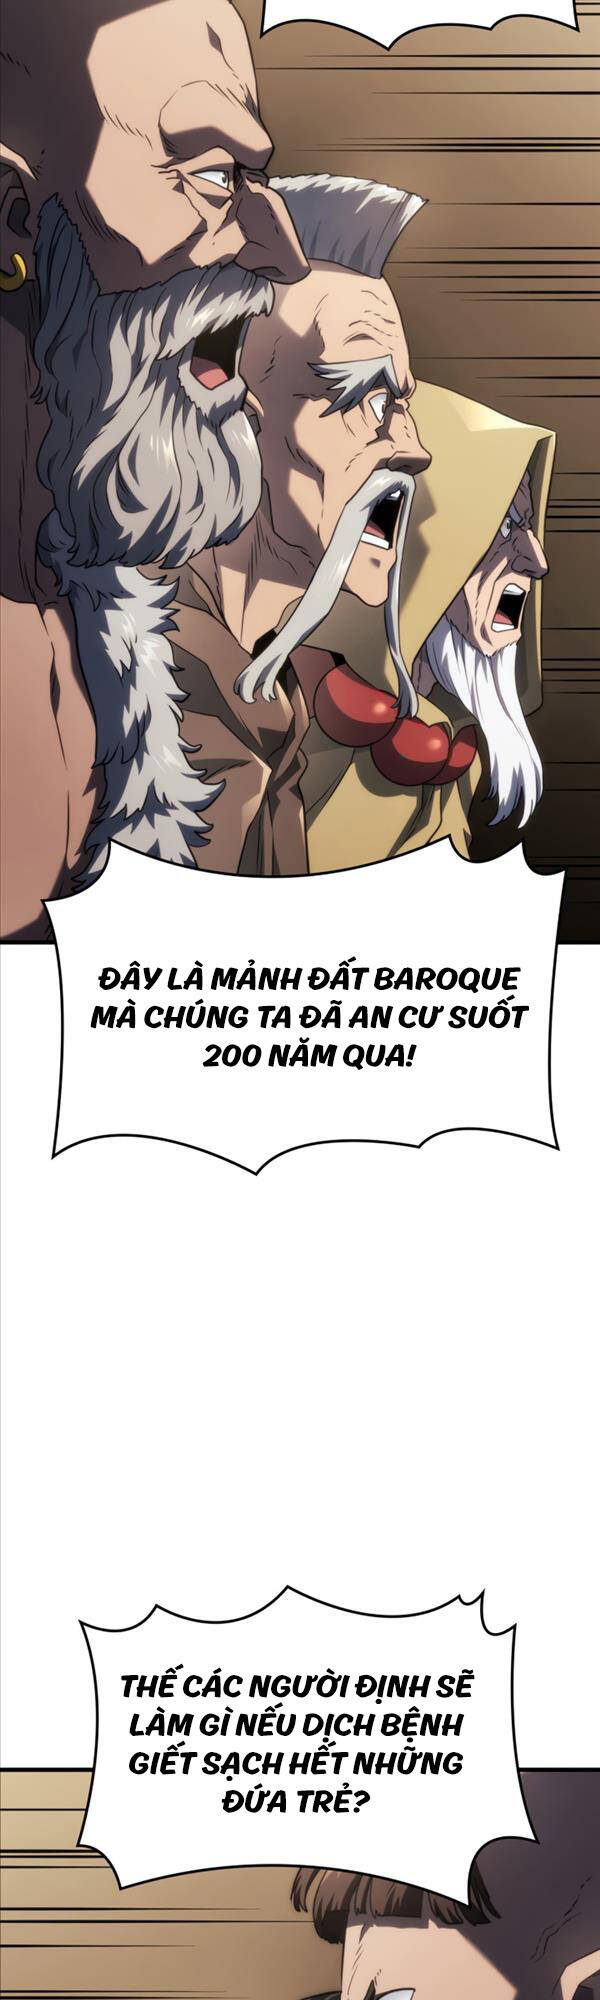 ĐÂY LÀ MẢNH ĐẤT BAROQUE
MÀ CHÚNG TA ĐÃ AN CƯ SUỐT
200 NĂM QUA!
THẾ CÁC NGƯỜI ĐỊNH SẼ
LÀM GÌ NẾU DỊCH BỆNH
GIẾT SẠCH HẾT NHỮNG
ĐỨA TRẺ?